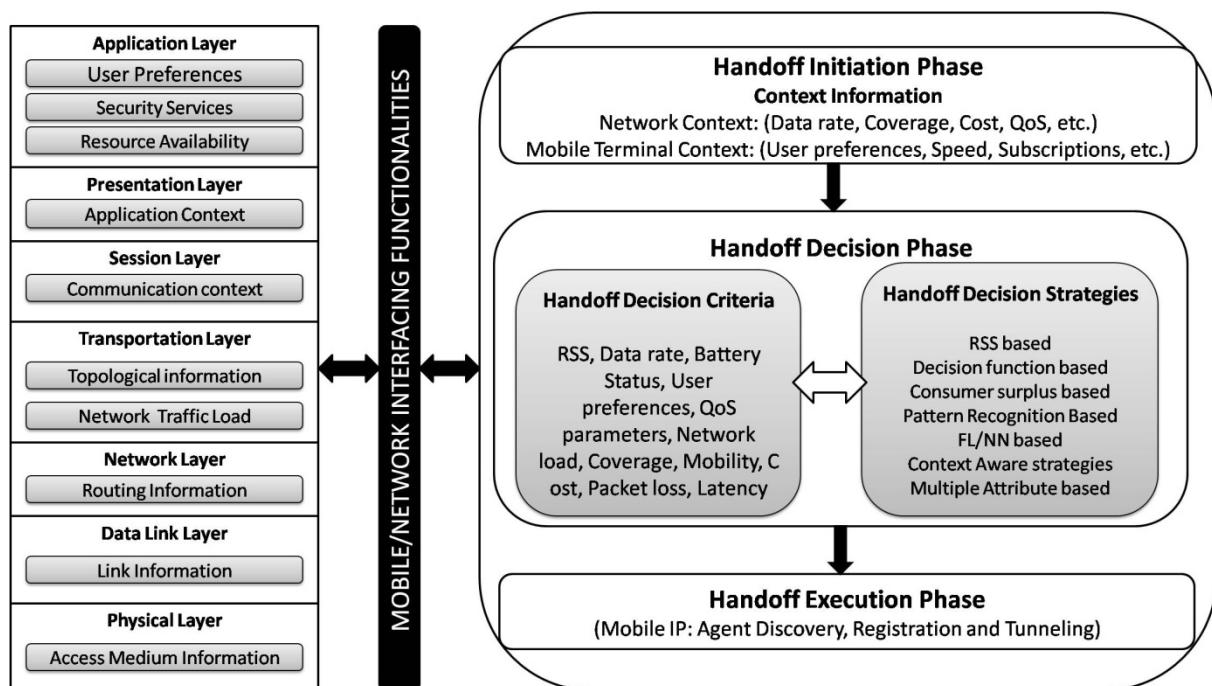 Application Layer
User Preferences
Security Services
Resource Availability
Presentation Layer
Application Context
Session Layer
Communication context
Transportation Layer
Topological information
Network Traffic Load
Network Layer
Routing Information
Data Link Layer
Link Information
Physical Layer
Access Medium Information
MOBILE/NETWORK INTERFACING FUNCTIONALITIES
Handoff Initiation Phase
Context Information
Network Context: (Data rate, Coverage, Cost, QoS, etc.)
Mobile Terminal Context: (User preferences, Speed, Subscriptions, etc.)
Handoff Decision Phase
Handoff Decision Criteria
RSS, Data rate, Battery
Status, User
preferences, QoS
parameters, Network
load, Coverage, Mobility, C
ost, Packet loss, Latency
Handoff Decision Strategies
RSS based
Decision function based
Consumer surplus based
Pattern Recognition Based
FL/NN based
Context Aware strategies
Multiple Attribute based
Handoff Execution Phase
(Mobile IP: Agent Discovery, Registration and Tunneling)